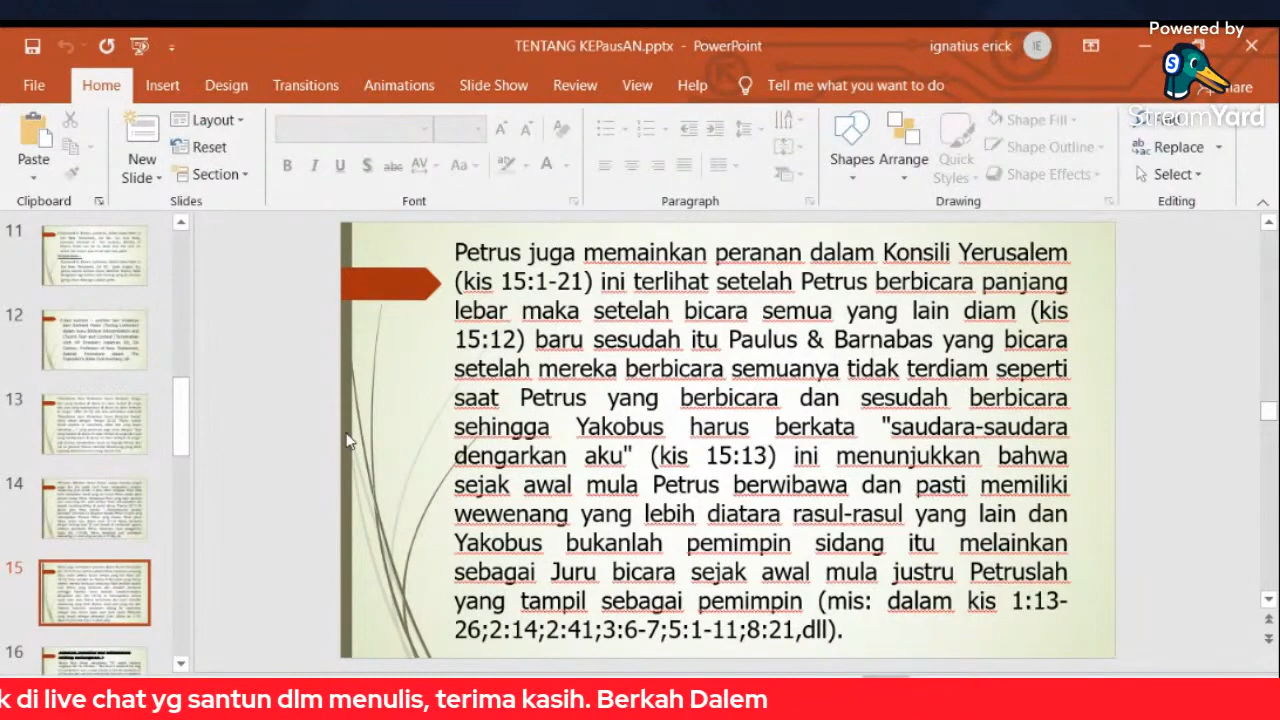 Powered by
TENTANG KEPausAN.pptx - PowerPoint
ignatius erick
IE
File Home Insert Design Transitions Animations Slide Show Review View Help Tell me what you want to do
StreamYard
Paste
New
Slide
Layout
Reset
Section
Shapes
Arrange
Quick
Styles
Shape Fill
Shape Outline
Shape Effects
Replace
Select
Clipboard
Slides
Font
Paragraph
Drawing
Editing
11
12
13
14
15
16
Petrus juga memainkan peranan dalam Konsili Yerusalem
(kis 15:1-21) ini terlihat setelah Petrus berbicara panjang
lebar maka setelah bicara semua yang lain diam (kis
15:12) baru sesudah itu Paulus & Barnabas yang bicara
setelah mereka berbicara semuanya tidak terdiam seperti
saat Petrus yang berbicara dan sesudah berbicara
sehingga Yakobus harus berkata "saudara-saudara
dengarkan aku" (kis 15:13) ini menunjukkan bahwa
sejak awal mula Petrus berwibawa dan pasti memiliki
wewenang yang lebih diatara rasul-rasul yang lain dan
Yakobus bukanlah pemimpin sidang itu melainkan
sebagai Juru bicara sejak awal mula justru Petruslah
yang tampil sebagai pemimpin (mis: dalam kis 1:13-
26;2:14;2:41;3:6-7;5:1-11;8:21,dll).
k di live chat yg santun dlm menulis, terima kasih. Berkah Dalem